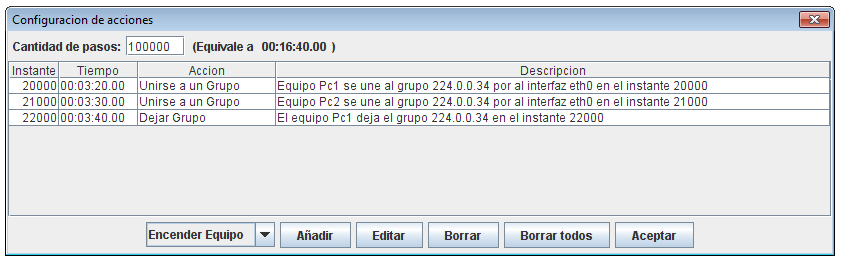 Configuracion de acciones
Cantidad de pasos: 100000 (Equivale a 00:16:40.00 )
Instante Tiempo Accion Descripcion
20000 00:03:20.00 Unirse a un Grupo Equipo Pc1 se une al grupo 224.0.0.34 por al interfaz eth0 en el instante 20000
21000 00:03:30.00 Unirse a un Grupo Equipo Pc2 se une al grupo 224.0.0.34 por al interfaz eth0 en el instante 21000
22000 00:03:40.00 Dejar Grupo El equipo Pc1 deja el grupo 224.0.0.34 en el instante 22000
Encender Equipo Añadir Editar Borrar Borrar todos Aceptar